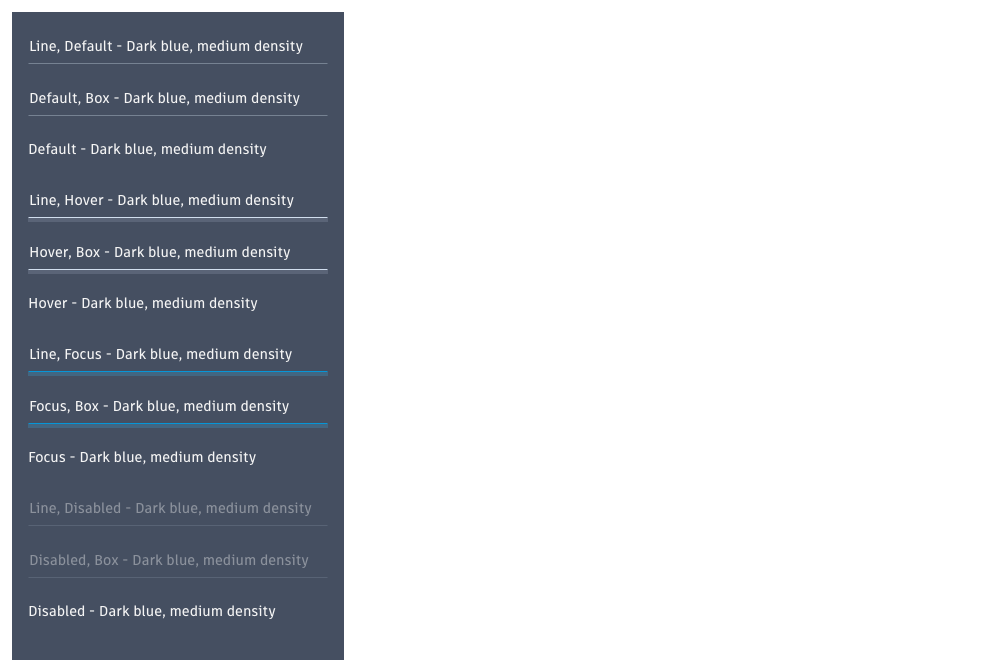 Line, Default - Dark blue, medium density
Default, Box - Dark blue, medium density
Default - Dark blue, medium density
Line, Hover - Dark blue, medium density
Hover, Box - Dark blue, medium density
Hover - Dark blue, medium density
Line, Focus - Dark blue, medium density
Focus, Box - Dark blue, medium density
Focus - Dark blue, medium density
Line, Disabled - Dark blue, medium density
Disabled, Box - Dark blue, medium density
Disabled - Dark blue, medium density